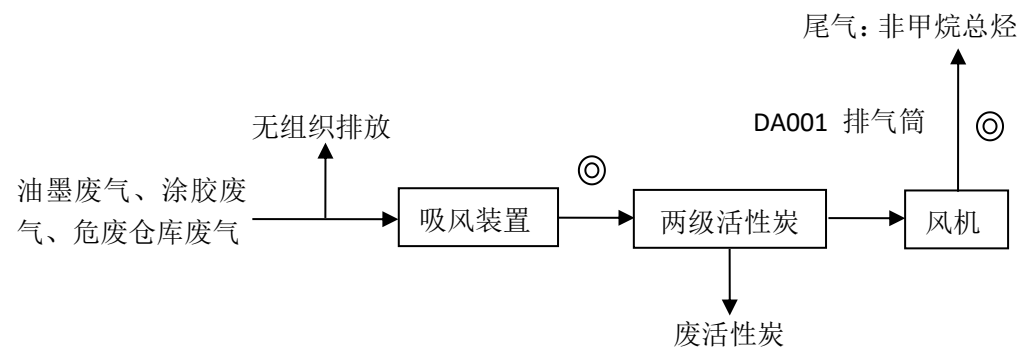 尾气：非甲烷总烃
无组织排放
DA001 排气筒
◎
◎
油墨废气、涂胶废
气、危废仓库废气
吸风装置
两级活性炭
风机
废活性炭